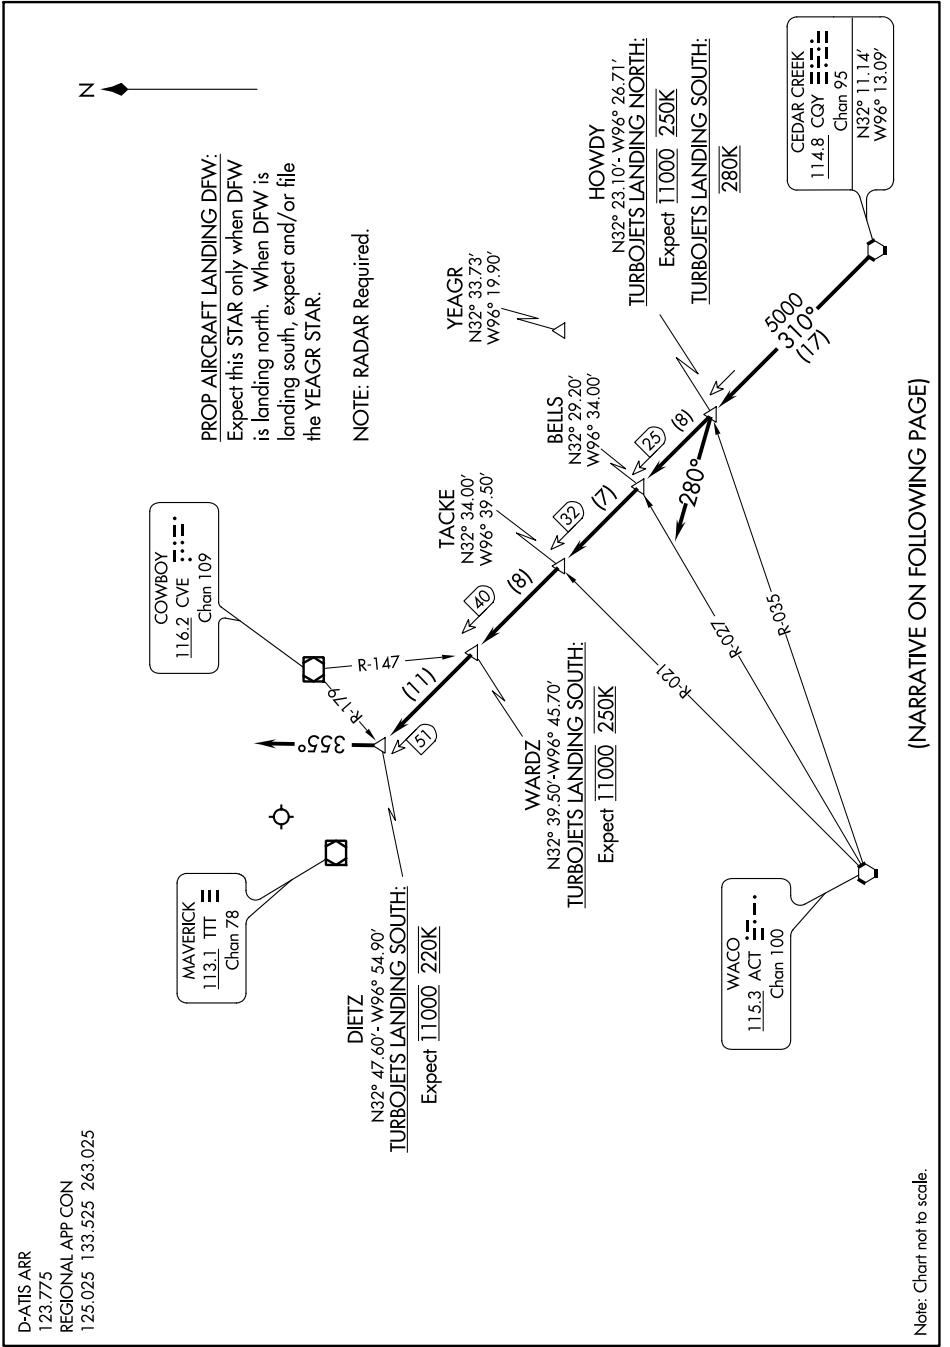 D-ATIS ARR
123.775
REGIONAL APP CON
125.025 133.525 263.025
N
PROP AIRCRAFT LANDING DFW:
Expect this STAR only when DFW
is landing north. When DFW is
landing south, expect and/or file
the YEAGR STAR.
NOTE: RADAR Required.
COWBOY
116.2 CVE
Chan 109
MAVERICK
113.1 TTT
Chan 78
R-147
R-179
355°
DIETZ
N32° 47.60'- W96° 54.90'
TURBOJETS LANDING SOUTH:
Expect 11000 220K
51
(11)
40
WARDZ
N32° 39.50'-W96° 45.70'
TURBOJETS LANDING SOUTH:
Expect 11000 250K
(8)
TACKE
N32° 34.00'
W96° 39.50'
32
(7)
BELLS
N32° 29.20'
W96° 34.00'
25
(8)
YEAGR
N32° 33.73'
W96° 19.90'
HOWDY
N32° 23.10'- W96° 26.71'
TURBOJETS LANDING NORTH:
Expect 11000 250K
TURBOJETS LANDING SOUTH:
280K
280°
5000
310°
(17)
CEDAR CREEK
114.8 CQY
Chan 95
N32° 11.14'
W96° 13.09'
R-021
R-027
R-035
WACO
115.3 ACT
Chan 100
(NARRATIVE ON FOLLOWING PAGE)
Note: Chart not to scale.